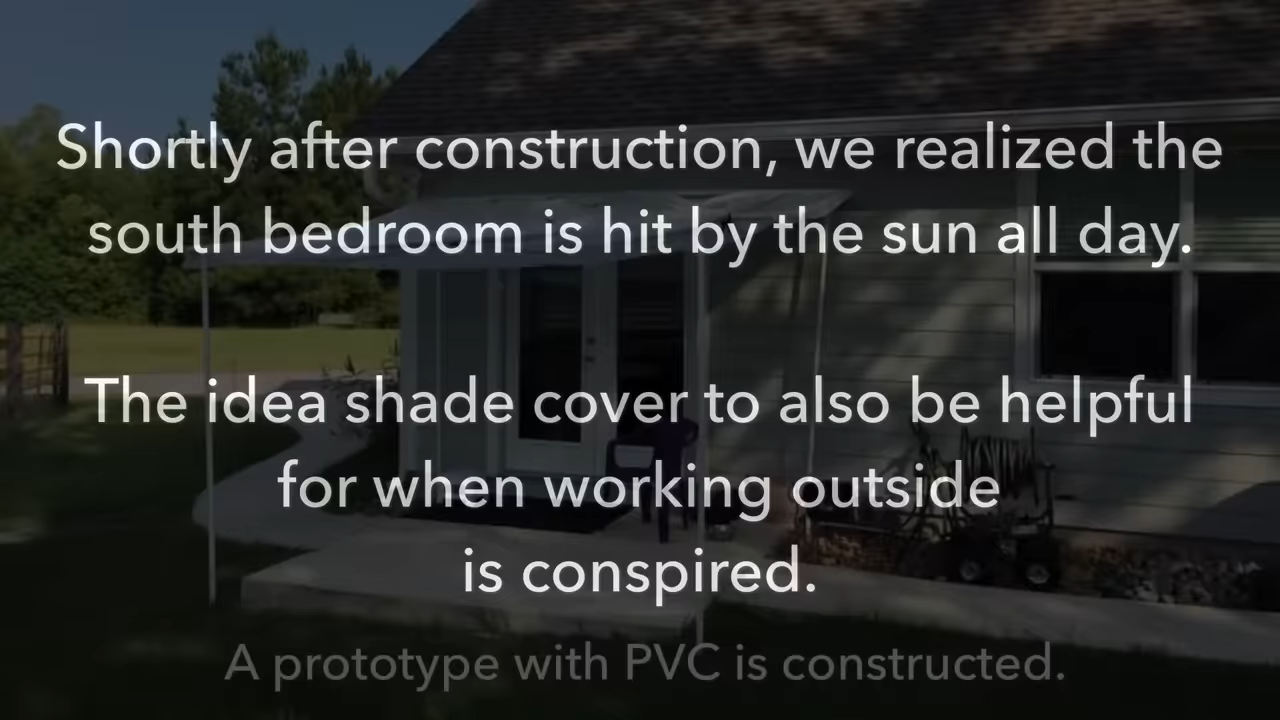 Shortly after construction, we realized the
south bedroom is hit by the sun all day.
The idea shade cover to also be helpful
for when working outside
is conspired.
A prototype with PVC is constructed.